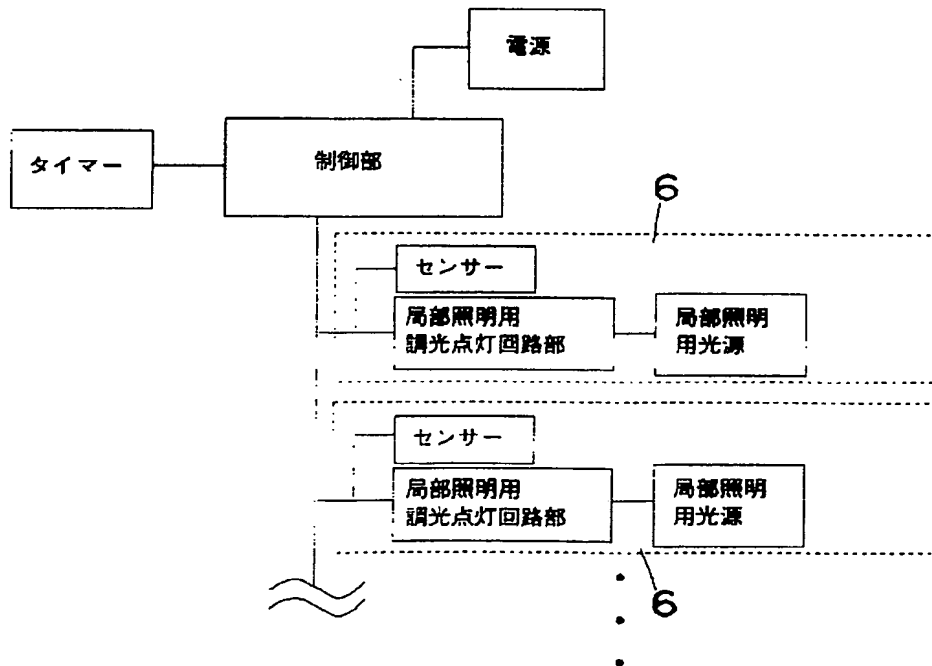 電源
タイマー
制御部
6
センサー
局部照明用
調光点灯回路部
局部照明
用光源
センサー
局部照明用
調光点灯回路部
局部照明
用光源
6